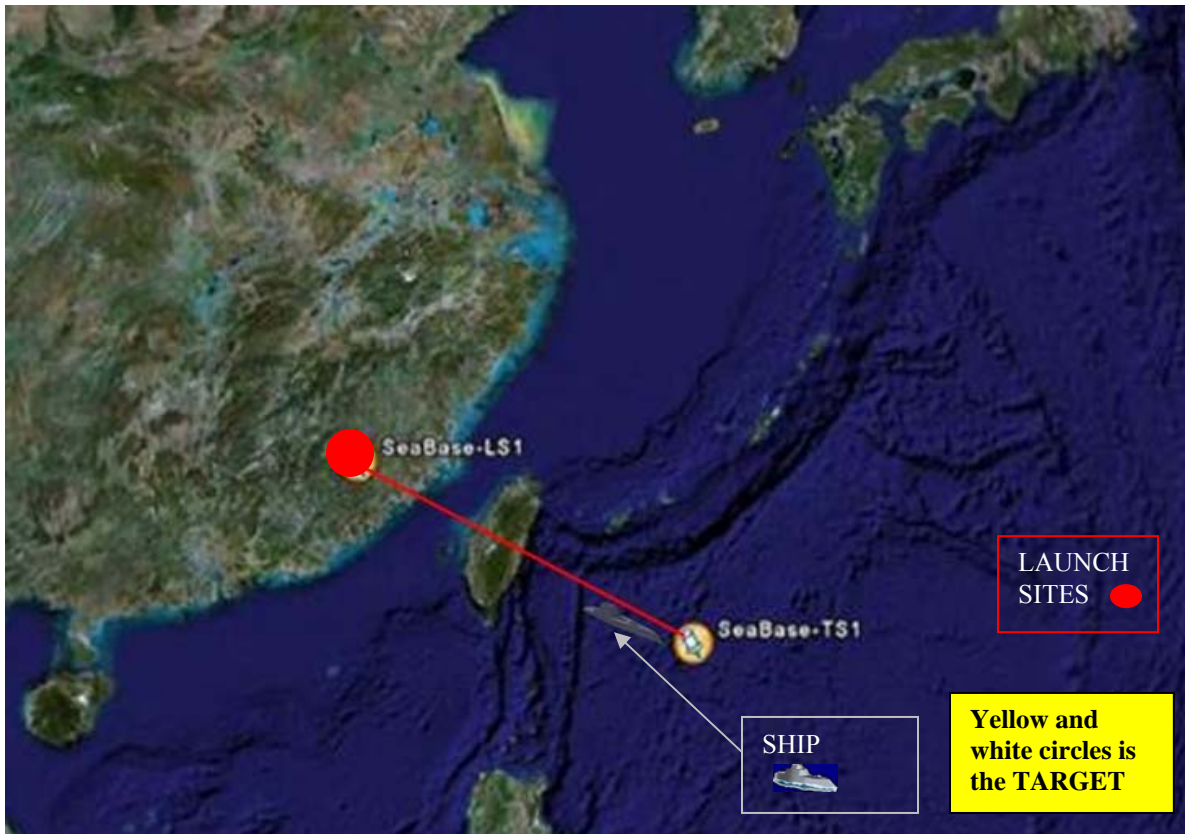 SeaBase-LS1
LAUNCH
SITES
SeaBase-TS1
SHIP
Yellow and
white circles is
the TARGET